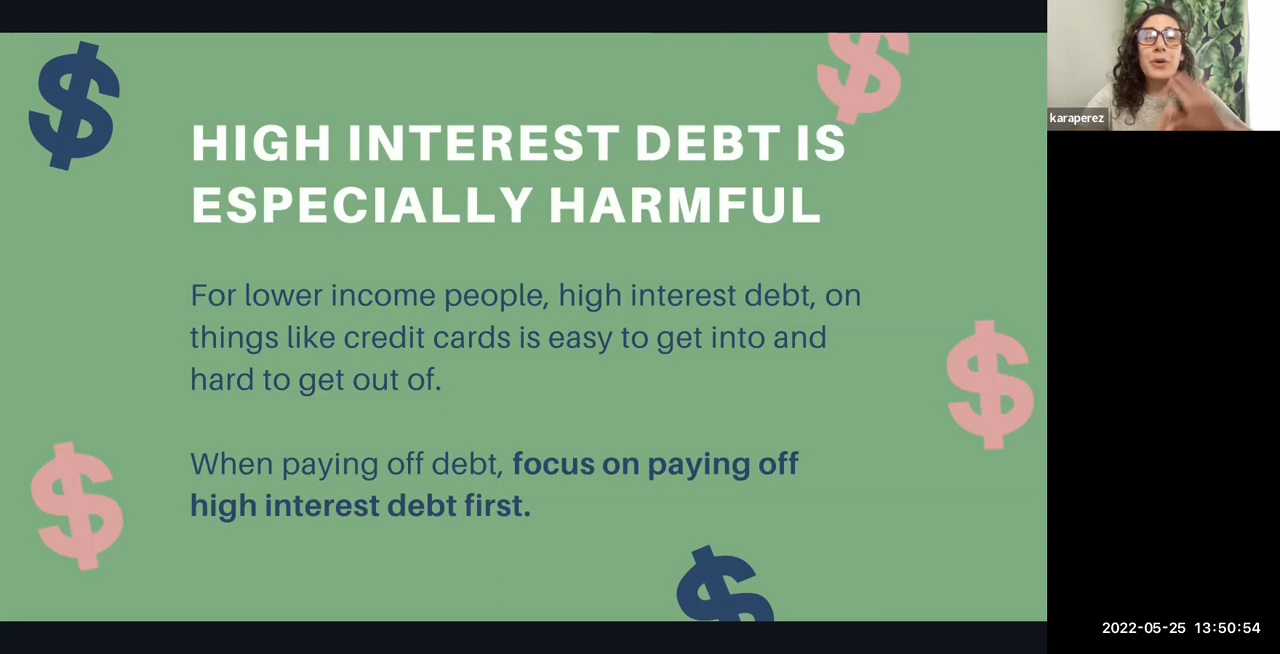 HIGH INTEREST DEBT IS
ESPECIALLY HARMFUL
For lower income people, high interest debt, on
things like credit cards is easy to get into and
hard to get out of.
When paying off debt, focus on paying off
high interest debt first.
karaperez
2022-05-25 13:50:54